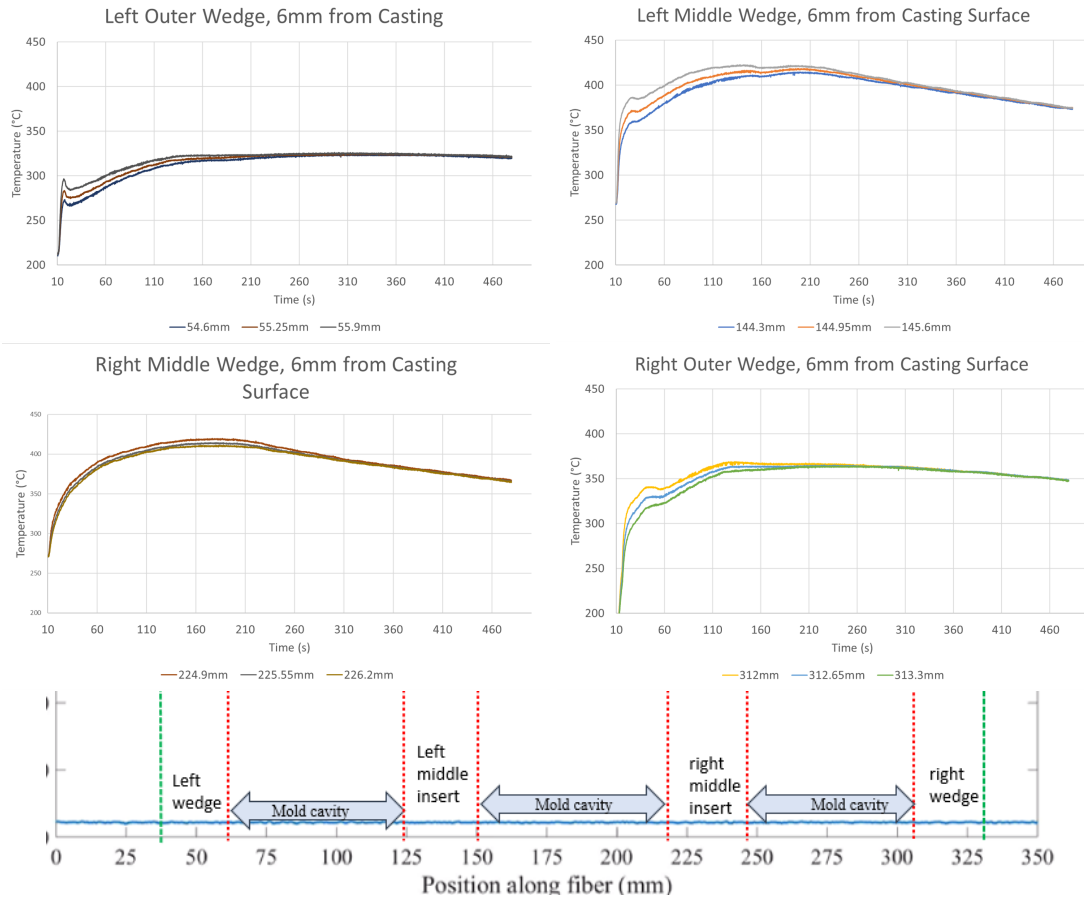 Left Outer Wedge, 6mm from Casting
450
400
350
300
250
200
Temperature (°C)
10 60 110 160 210 260 310 360 410 460
Time (s)
54.6mm 55.25mm 55.9mm
Left Middle Wedge, 6mm from Casting Surface
450
400
350
300
250
200
Temperature (°C)
10 60 110 160 210 260 310 360 410 460
Time (s)
144.3mm 144.95mm 145.6mm
Right Middle Wedge, 6mm from Casting
Surface
450
400
350
300
250
200
Temperature (°C)
10 60 110 160 210 260 310 360 410 460
Time (s)
224.9mm 225.55mm 226.2mm
Right Outer Wedge, 6mm from Casting Surface
450
400
350
300
250
200
Temperature (°C)
10 60 110 160 210 260 310 360 410 460
Time (s)
312mm 312.65mm 313.3mm
Left
wedge
Mold cavity
Left
middle
insert
Mold cavity
right
middle
insert
Mold cavity
right
wedge
0 25 50 75 100 125 150 175 200 225 250 275 300 325 350
Position along fiber (mm)